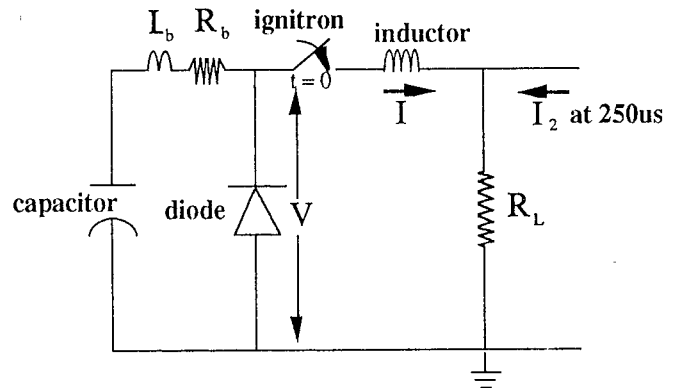 L_b R_b ignitron
inductor
t = 0
I
I_2 at 250us
capacitor
diode
V
R_L